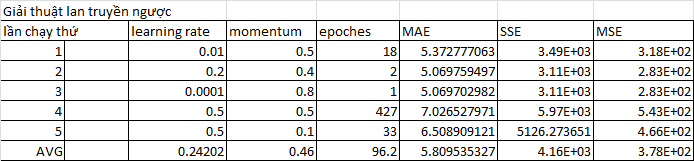 Giải thuật lan truyền ngược
lần chạy thứ learning rate momentum epoches MAE SSE MSE
1 0.01 0.5 18 5.372777063 3.49E+03 3.18E+02
2 0.2 0.4 2 5.069759497 3.11E+03 2.83E+02
3 0.0001 0.8 1 5.069702982 3.11E+03 2.83E+02
4 0.5 0.5 427 7.026527971 5.97E+03 5.43E+02
5 0.5 0.1 33 6.508909121 5126.273651 4.66E+02
AVG 0.24202 0.46 96.2 5.809535327 4.16E+03 3.78E+02